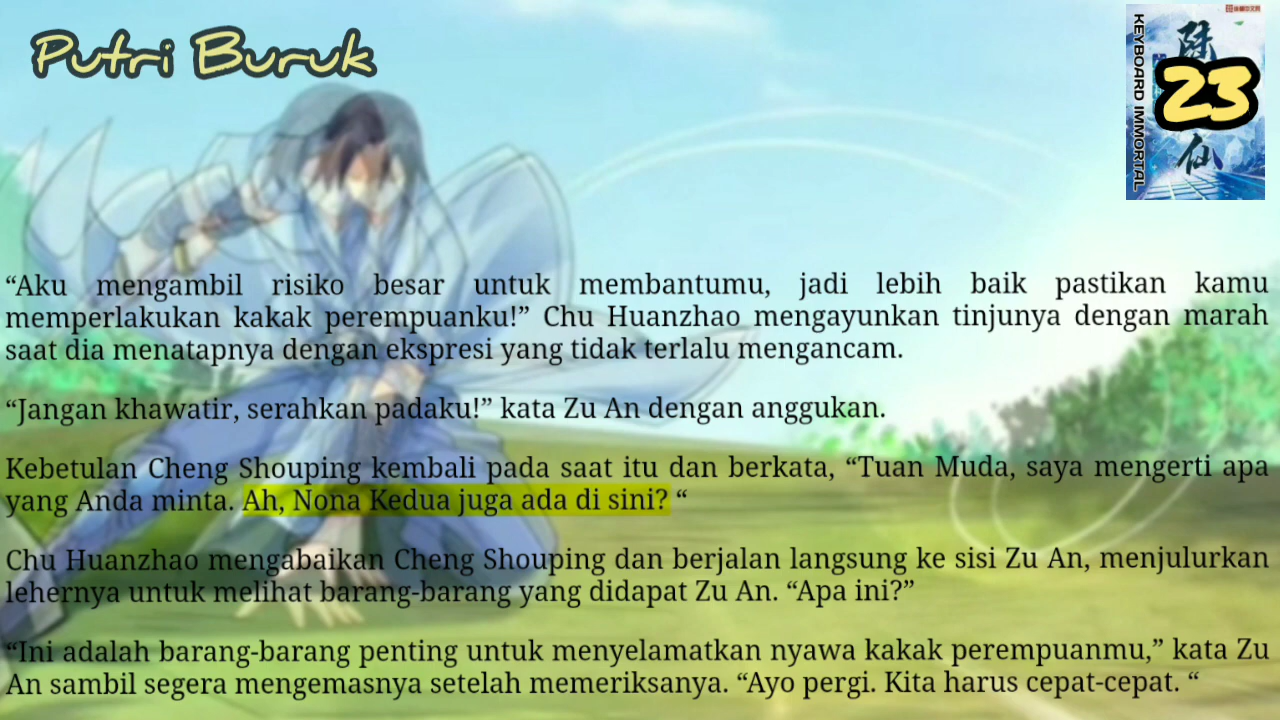 Putri Buruk
KEYBOARD IMMORTAL
陸
23
仙
“Aku mengambil risiko besar untuk membantumu, jadi lebih baik pastikan kamu
memperlakukan kakak perempuanku!” Chu Huanzhao mengayunkan tinjunya dengan marah
saat dia menatapnya dengan ekspresi yang tidak terlalu mengancam.
“Jangan khawatir, serahkan padaku!” kata Zu An dengan anggukan.
Kebetulan Cheng Shouping kembali pada saat itu dan berkata, “Tuan Muda, saya mengerti apa
yang Anda minta. Ah, Nona Kedua juga ada di sini? “
Chu Huanzhao mengabaikan Cheng Shouping dan berjalan langsung ke sisi Zu An, menjulurkan
lehernya untuk melihat barang-barang yang didapat Zu An. “Apa ini?”
“Ini adalah barang-barang penting untuk menyelamatkan nyawa kakak perempuanmu,” kata Zu
An sambil segera mengemasnya setelah memeriksanya. “Ayo pergi. Kita harus cepat-cepat. “